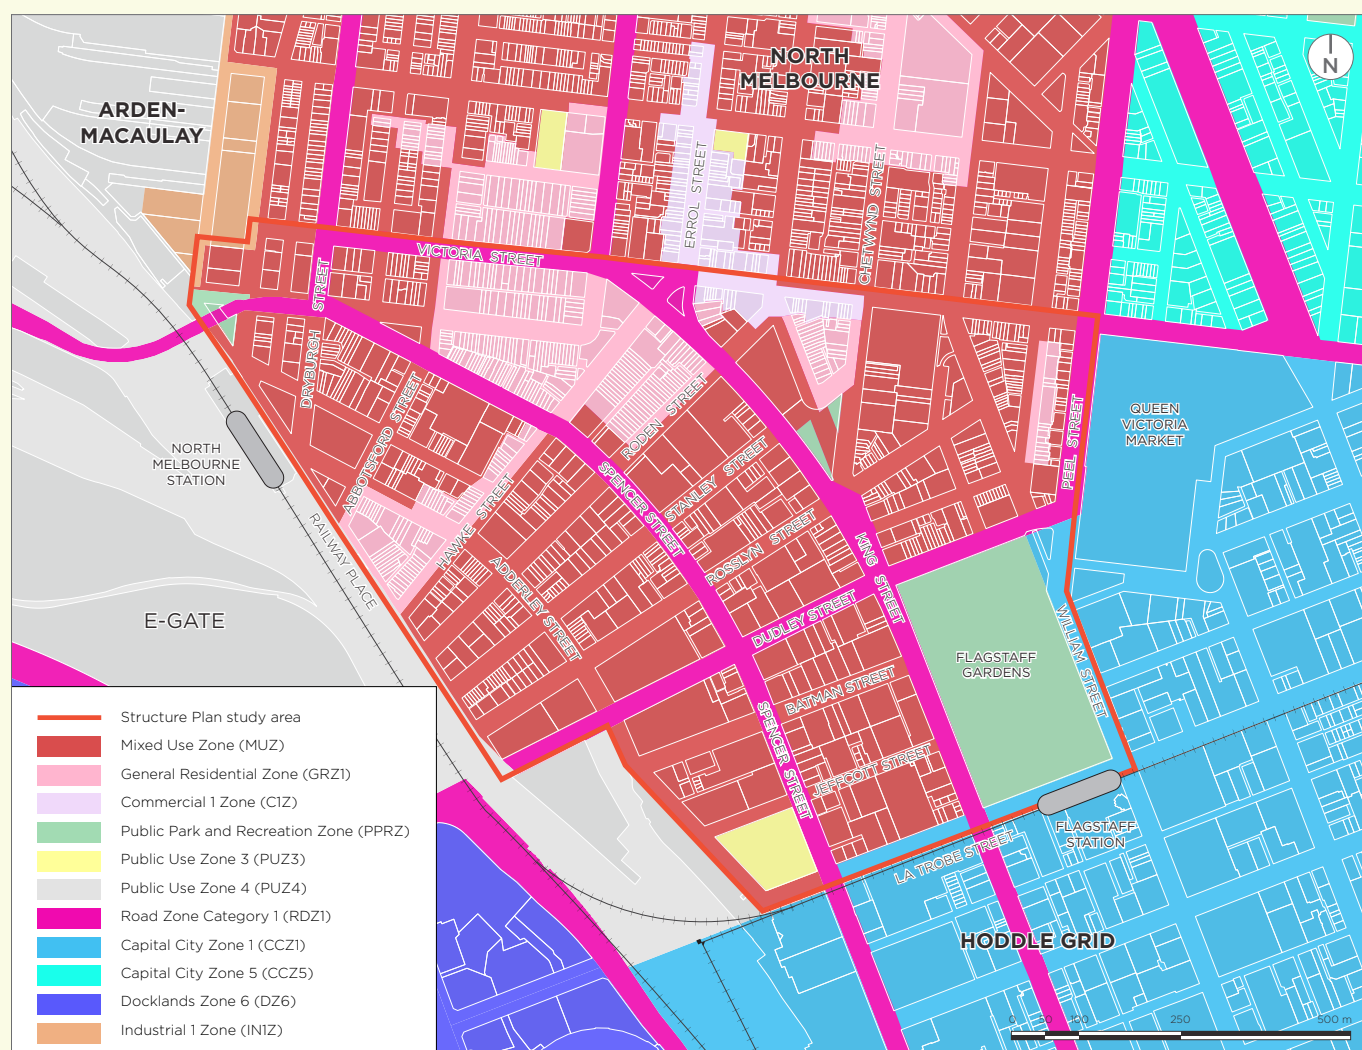 N
NORTH
MELBOURNE
ARDEN-
MACAULAY
ERROL STREET
CHETWYND STREET
VICTORIA STREET
STREET
DRYBURGH
ABBOTSFORD STREET
RODEN STREET
PEEL STREET
QUEEN
VICTORIA
MARKET
NORTH
MELBOURNE
STATION
HAWKE STREET
SPENCER STREET
STANLEY STREET
ROSSLYN STREET
RAILWAY PLACE
ADDERLEY STREET
KING STREET
E-GATE
DUDLEY STREET
WILLIAM STREET
FLAGSTAFF
GARDENS
BATMAN STREET
SPENCER STREET
JEFFCOTT STREET
FLAGSTAFF
STATION
LA TROBE STREET
HODDLE GRID
Structure Plan study area
Mixed Use Zone (MUZ)
General Residential Zone (GRZ1)
Commercial 1 Zone (C1Z)
Public Park and Recreation Zone (PPRZ)
Public Use Zone 3 (PUZ3)
Public Use Zone 4 (PUZ4)
Road Zone Category 1 (RDZ1)
Capital City Zone 1 (CCZ1)
Capital City Zone 5 (CCZ5)
Docklands Zone 6 (DZ6)
Industrial 1 Zone (IN1Z)
0 50 100 250 500 m